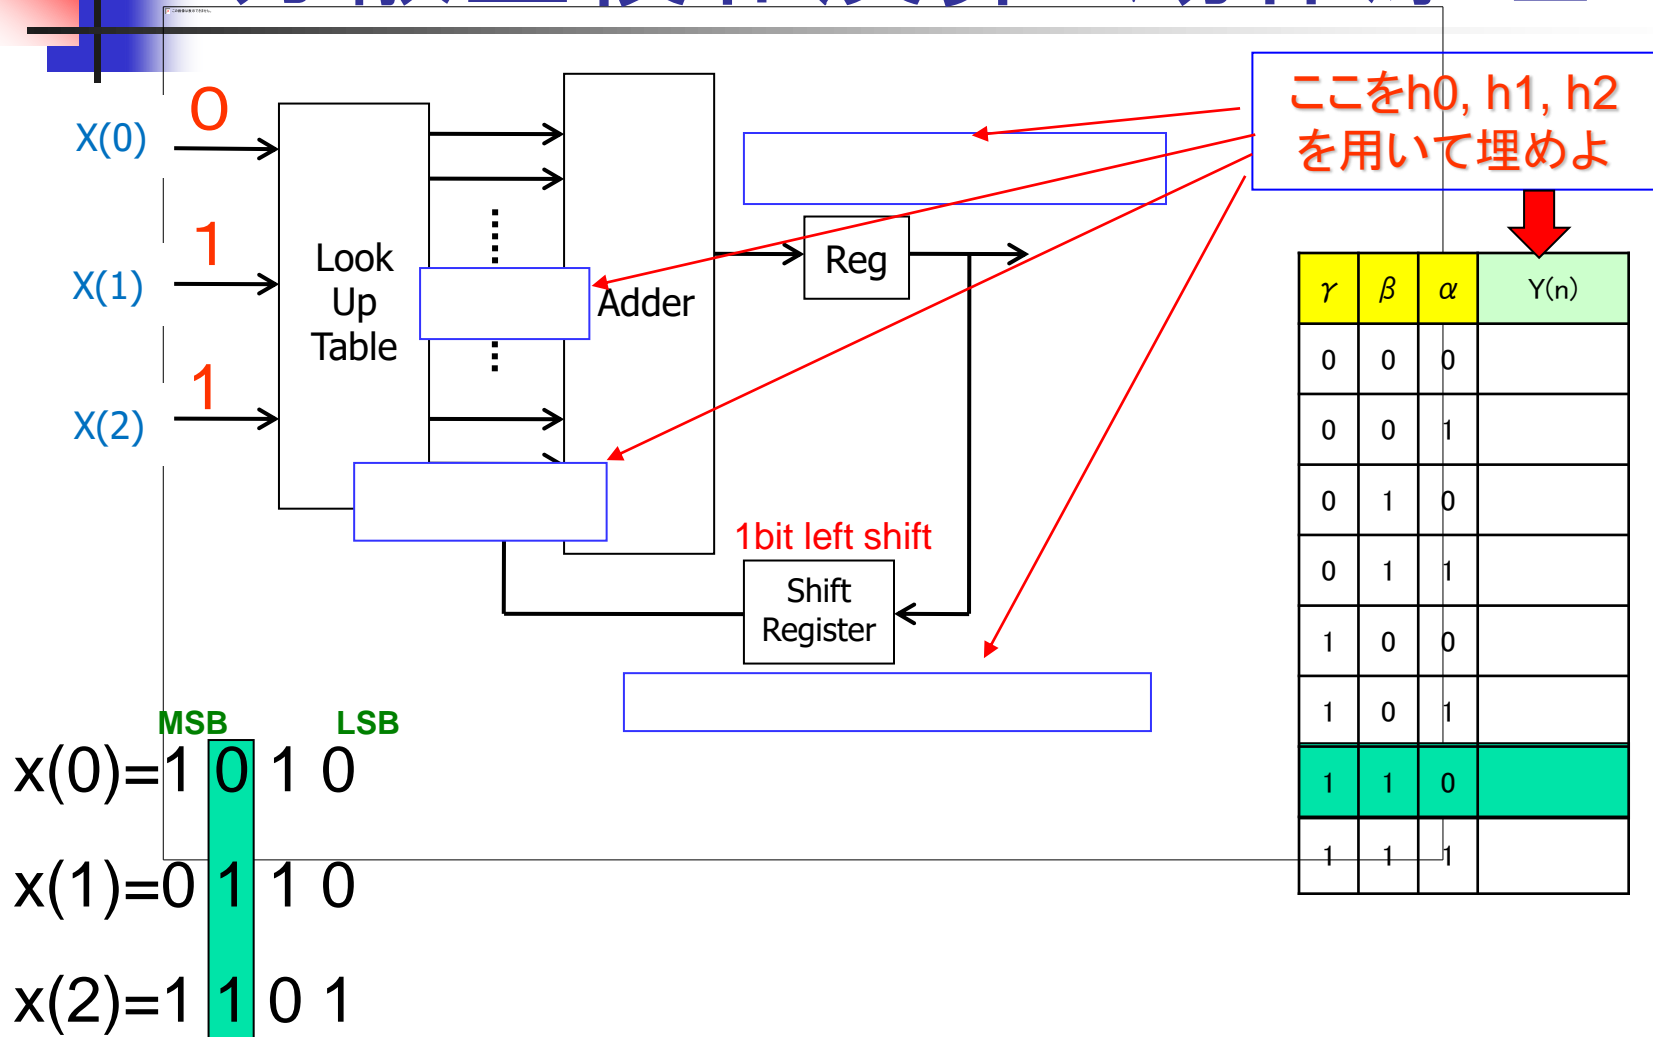 X(0)
0
X(1)
1
X(2)
1
Look
Up
Table
Adder
Reg
1bit left shift
Shift
Register
ここをh0, h1, h2
を用いて埋めよ
γ β α Y(n)
0 0 0
0 0 1
0 1 0
0 1 1
1 0 0
1 0 1
1 1 0
1 1 1
MSB LSB
x(0)=1 0 1 0
x(1)=0 1 1 0
x(2)=1 1 0 1